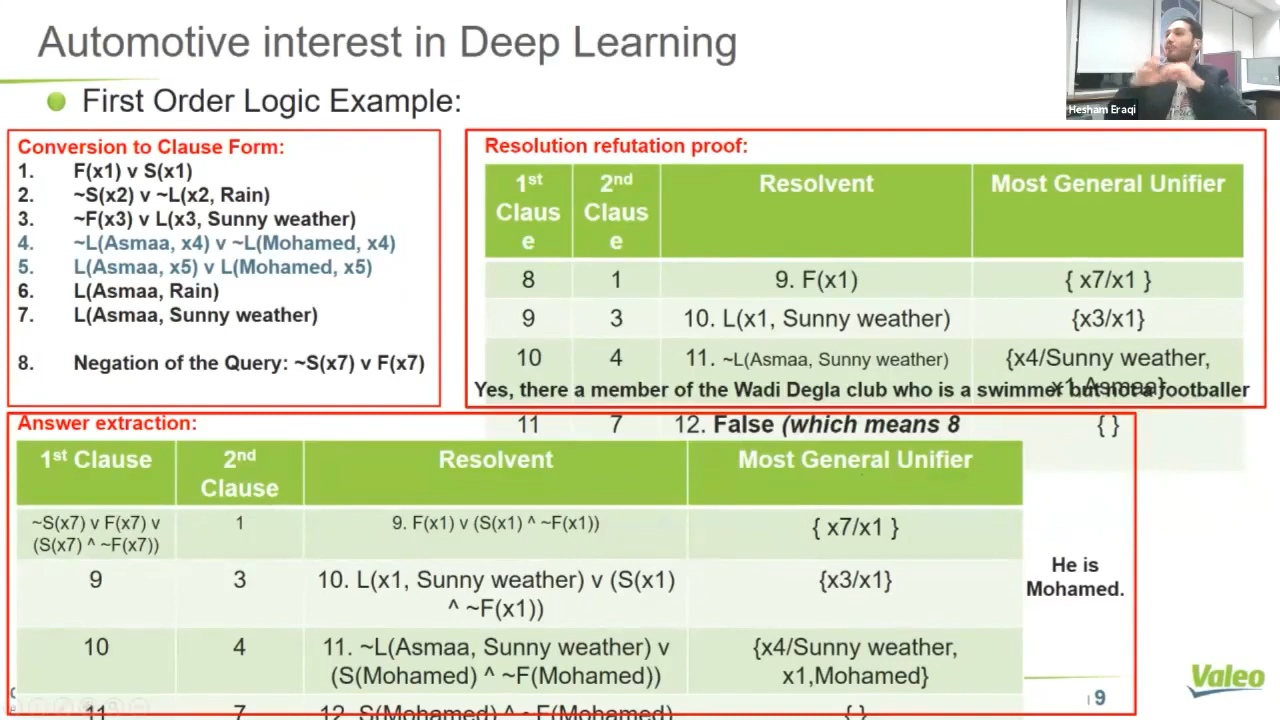 Automotive interest in Deep Learning
Hesham Eraqi
First Order Logic Example:
Conversion to Clause Form:
1. F(x1) v S(x1)
2. ~S(x2) v ~L(x2, Rain)
3. ~F(x3) v L(x3, Sunny weather)
4. ~L(Asmaa, x4) v ~L(Mohamed, x4)
5. L(Asmaa, x5) v L(Mohamed, x5)
6. L(Asmaa, Rain)
7. L(Asmaa, Sunny weather)
8. Negation of the Query: ~S(x7) v F(x7)
Resolution refutation proof:
1st Claus e 2nd Claus e Resolvent Most General Unifier
8 1 9. F(x1) { x7/x1 }
9 3 10. L(x1, Sunny weather) {x3/x1}
10 4 11. ~L(Asmaa, Sunny weather) {x4/Sunny weather,
Yes, there a member of the Wadi Degla club who is a swimmer but not a footballer
11 7 12. False (which means 8 { }
Answer extraction:
1st Clause 2nd Clause Resolvent Most General Unifier
~S(x7) v F(x7) v 1 9. F(x1) v (S(x1) ^ ~F(x1)) { x7/x1 }
(S(x7) ^ ~F(x7))
9 3 10. L(x1, Sunny weather) v (S(x1) {x3/x1}
^ ~F(x1))
He is
Mohamed.
10 4 11. ~L(Asmaa, Sunny weather) v {x4/Sunny weather,
(S(Mohamed) ^ ~F(Mohamed)) x1,Mohamed}
11 7 12. S(Mohamed) ^ ~F(Mohamed) { }
Valeo
9